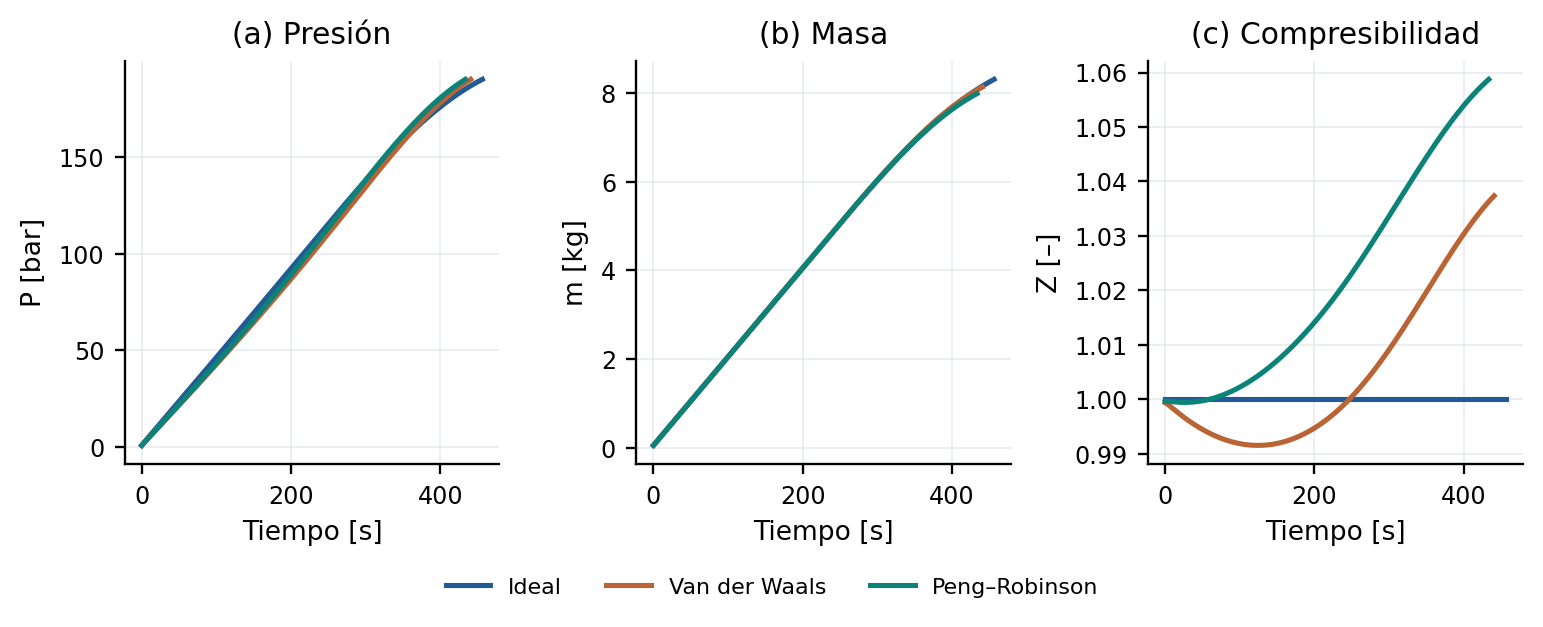 (a) Presión
(b) Masa
(c) Compresibilidad
P [bar]
150
100
50
0
0 200 400
Tiempo [s]
m [kg]
8
6
4
2
0
0 200 400
Tiempo [s]
Z [–]
1.06
1.05
1.04
1.03
1.02
1.01
1.00
0.99
0 200 400
Tiempo [s]
Ideal Van der Waals Peng–Robinson